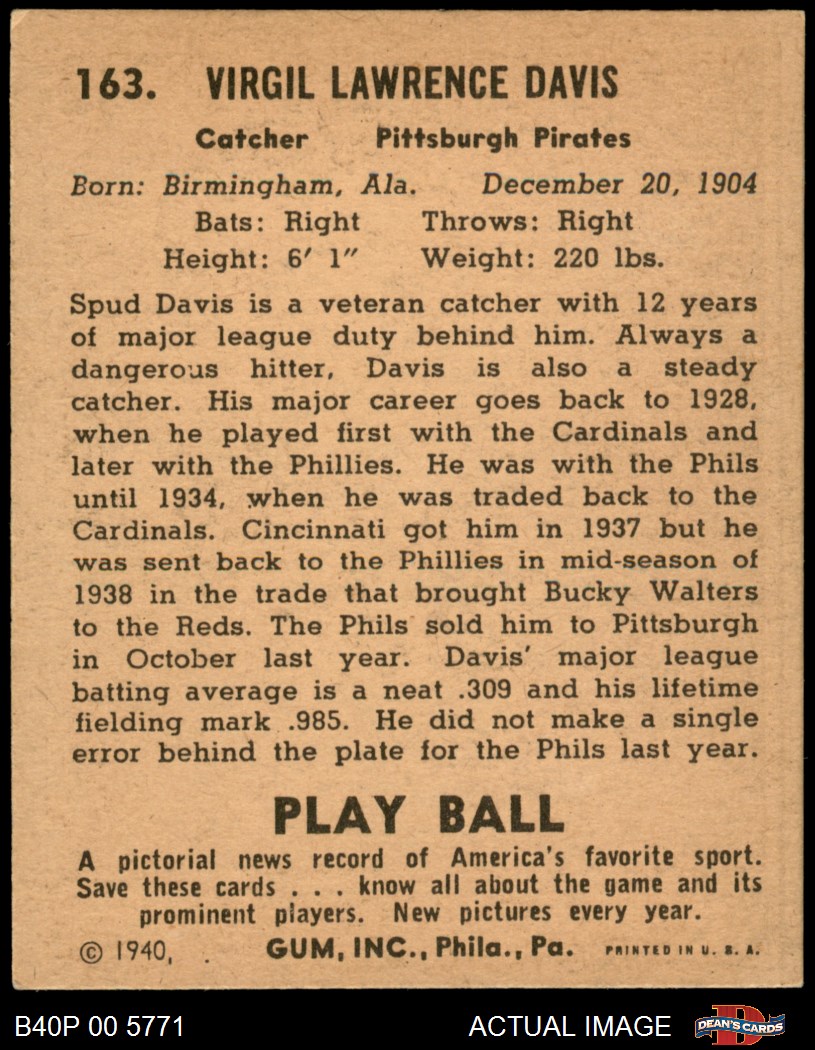 163. VIRGIL LAWRENCE DAVIS
Catcher Pittsburgh Pirates
Born: Birmingham, Ala. December 20, 1904
Bats: Right Throws: Right
Height: 6′ 1″ Weight: 220 lbs.
Spud Davis is a veteran catcher with 12 years
of major league duty behind him. Always a
dangerous hitter, Davis is also a steady
catcher. His major career goes back to 1928,
when he played first with the Cardinals and
later with the Phillies. He was with the Phils
until 1934, when he was traded back to the
Cardinals. Cincinnati got him in 1937 but he
was sent back to the Phillies in mid-season of
1938 in the trade that brought Bucky Walters
to the Reds. The Phils sold him to Pittsburgh
in October last year. Davis' major league
batting average is a neat .309 and his lifetime
fielding mark .985. He did not make a single
error behind the plate for the Phils last year.
PLAY BALL
A pictorial news record of America's favorite sport.
Save these cards . . . know all about the game and its
prominent players. New pictures every year.
© 1940, GUM, INC., Phila., Pa. PRINTED IN U. S. A.
B40P 00 5771 ACTUAL IMAGE D DEAN'S CARDS